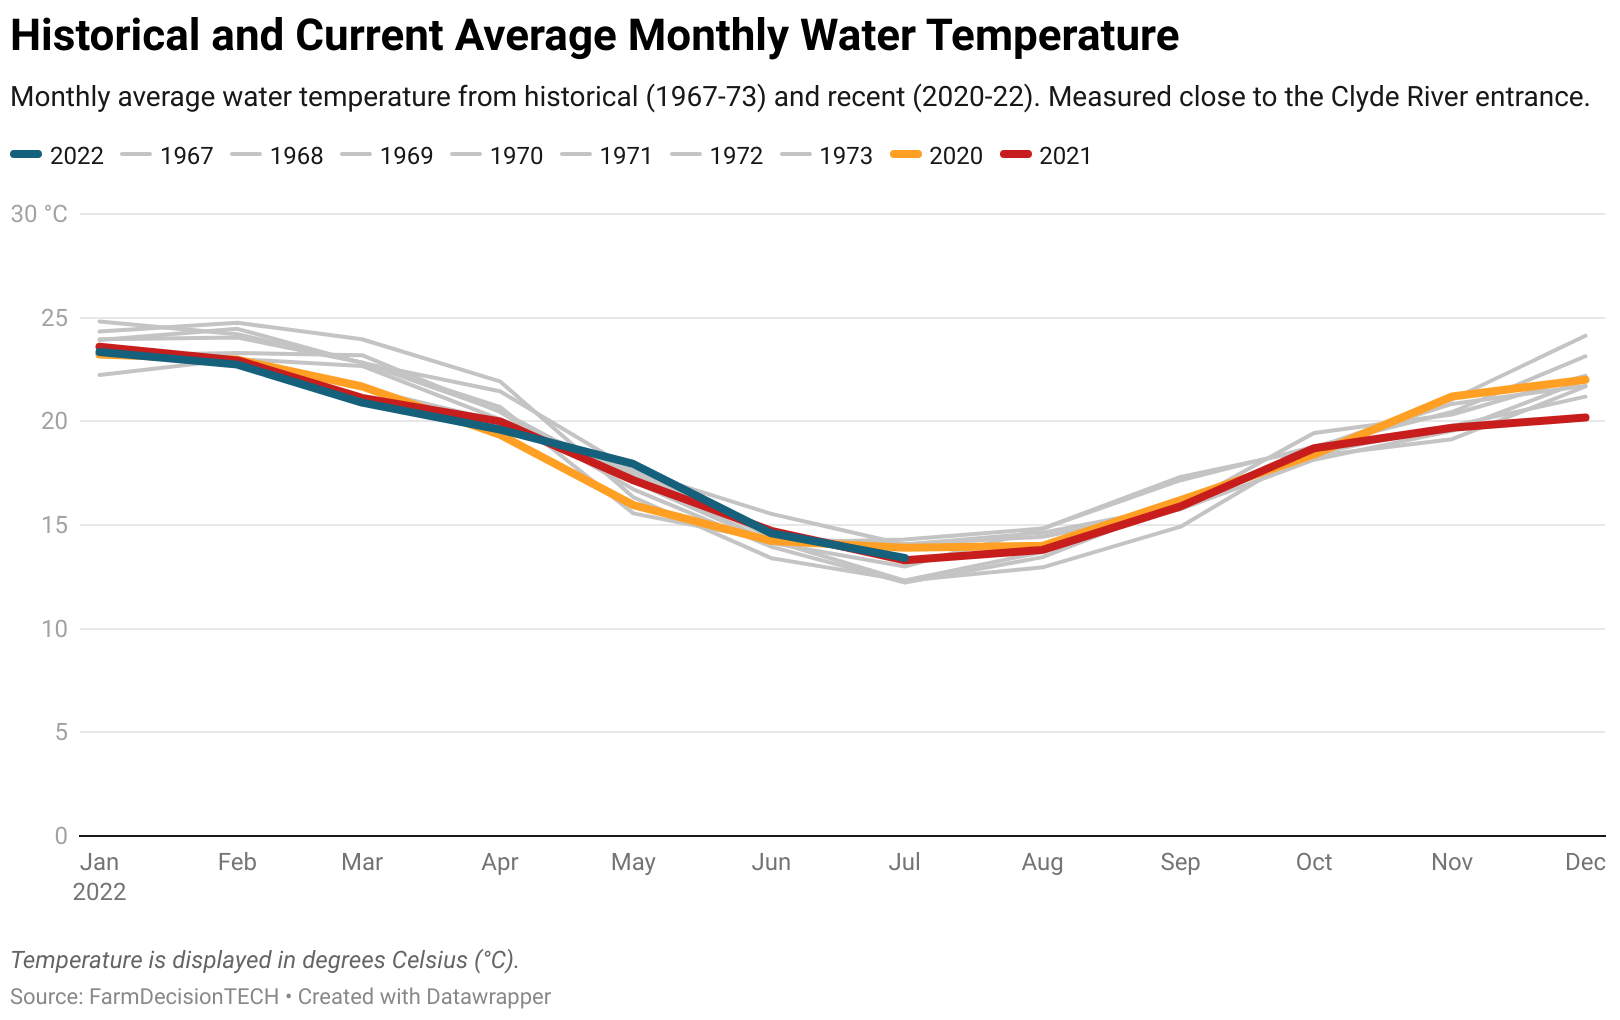 Historical and Current Average Monthly Water Temperature
Monthly average water temperature from historical (1967-73) and recent (2020-22). Measured close to the Clyde River entrance.
2022 1967 1968 1969 1970 1971 1972 1973 2020 2021
30 °C
25
20
15
10
5
0
Jan Feb Mar Apr May Jun Jul Aug Sep Oct Nov Dec
2022
Temperature is displayed in degrees Celsius (°C).
Source: FarmDecisionTECH • Created with Datawrapper